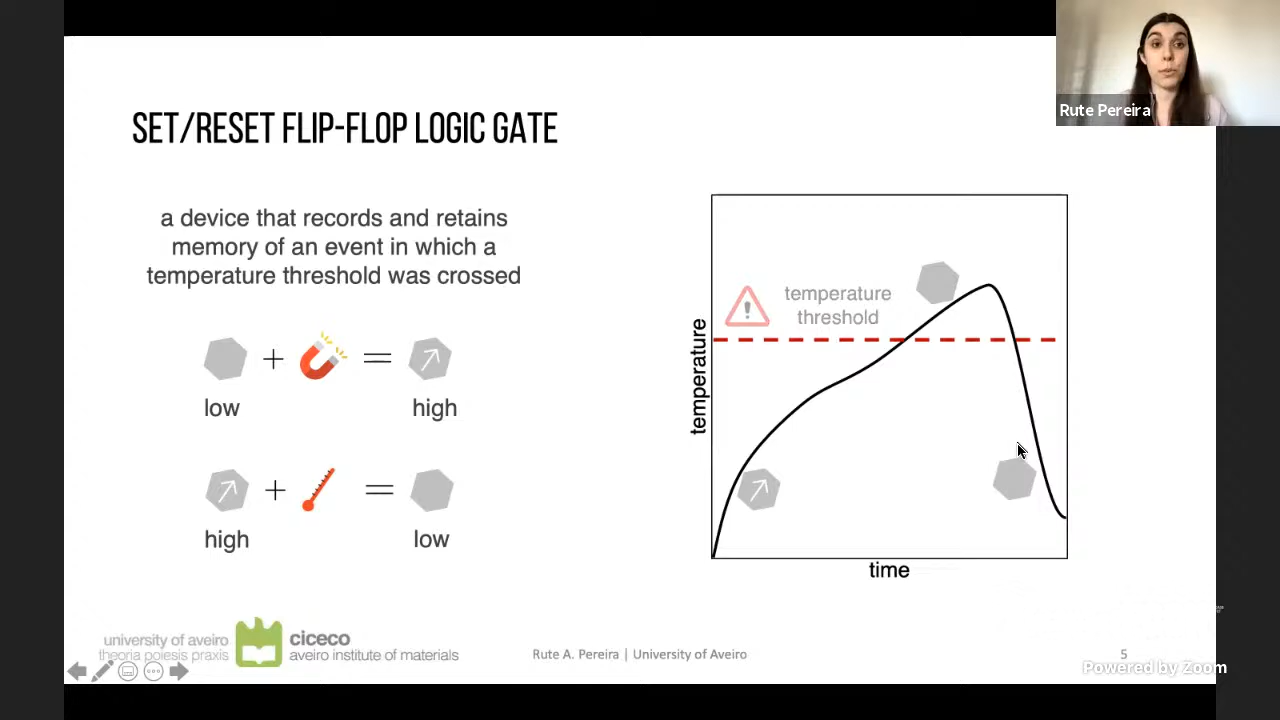 Rute Pereira
SET/RESET FLIP-FLOP LOGIC GATE
a device that records and retains
memory of an event in which a
temperature threshold was crossed
+ =
low high
+ =
high low
temperature
threshold
temperature
time
university of aveiro
theoria poiesis praxis
ciceco
aveiro institute of materials
Rute A. Pereira | University of Aveiro
5
Powered by Zoom